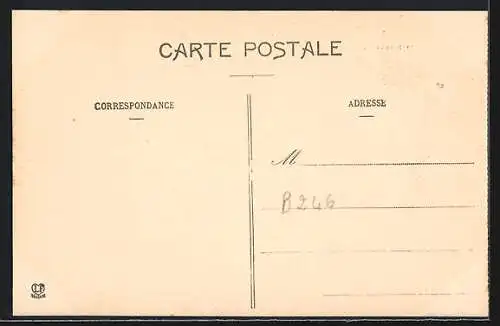 CARTE POSTALE
CORRESPONDANCE
ADRESSE
M
B246